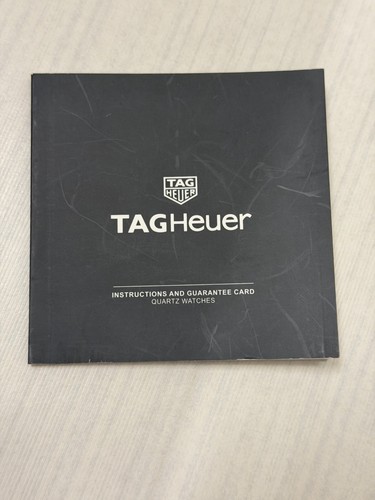 TAG
HEUER
TAGHeuer
INSTRUCTIONS AND GUARANTEE CARD
QUARTZ WATCHES